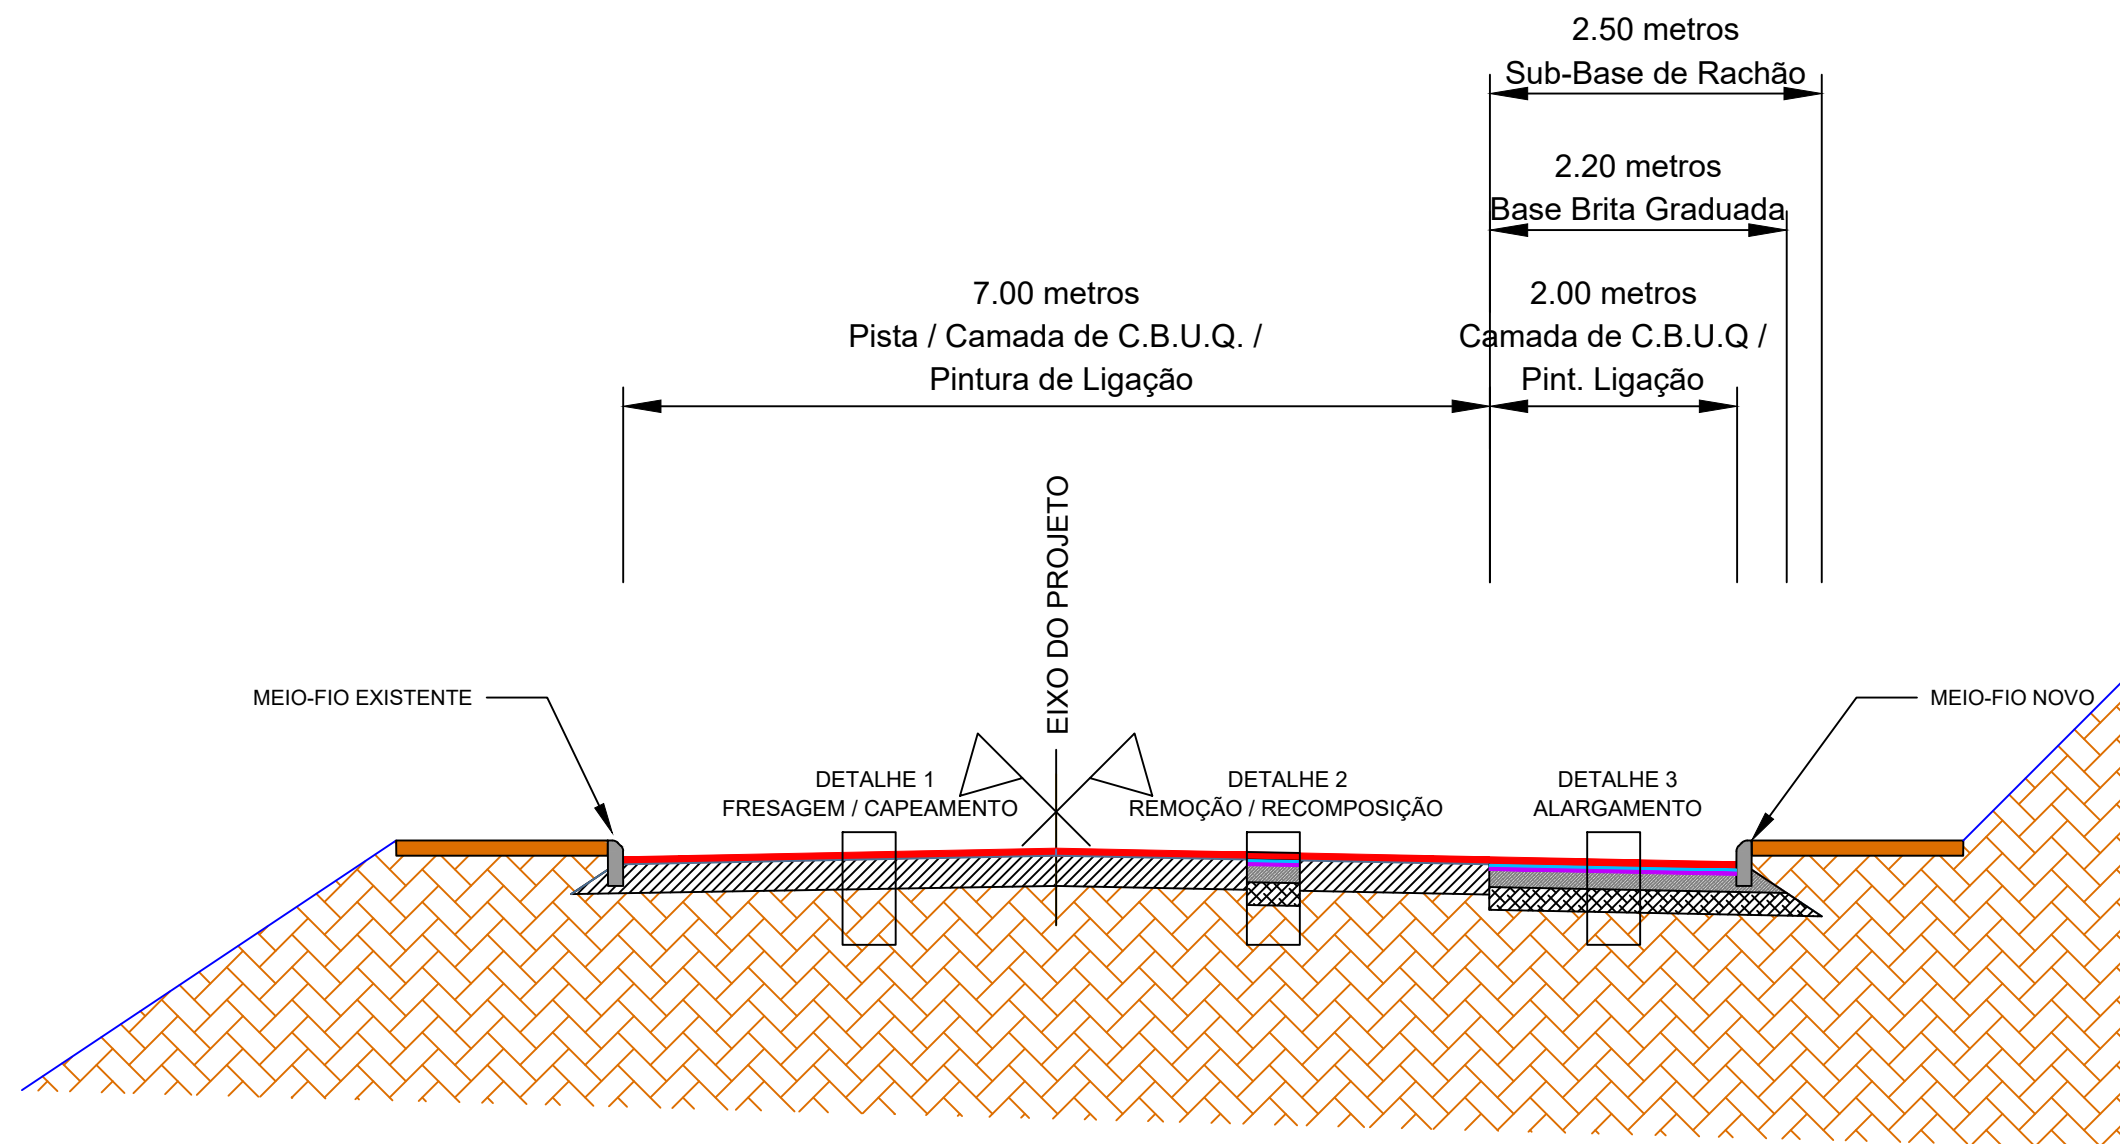 2.50 metros
Sub-Base de Rachão
2.20 metros
Base Brita Graduada
7.00 metros
Pista / Camada de C.B.U.Q. /
Pintura de Ligação
2.00 metros
Camada de C.B.U.Q /
Pint. Ligação
EIXO DO PROJETO
MEIO-FIO EXISTENTE
MEIO-FIO NOVO
DETALHE 1
FRESAGEM / CAPEAMENTO
DETALHE 2
REMOÇÃO / RECOMPOSIÇÃO
DETALHE 3
ALARGAMENTO